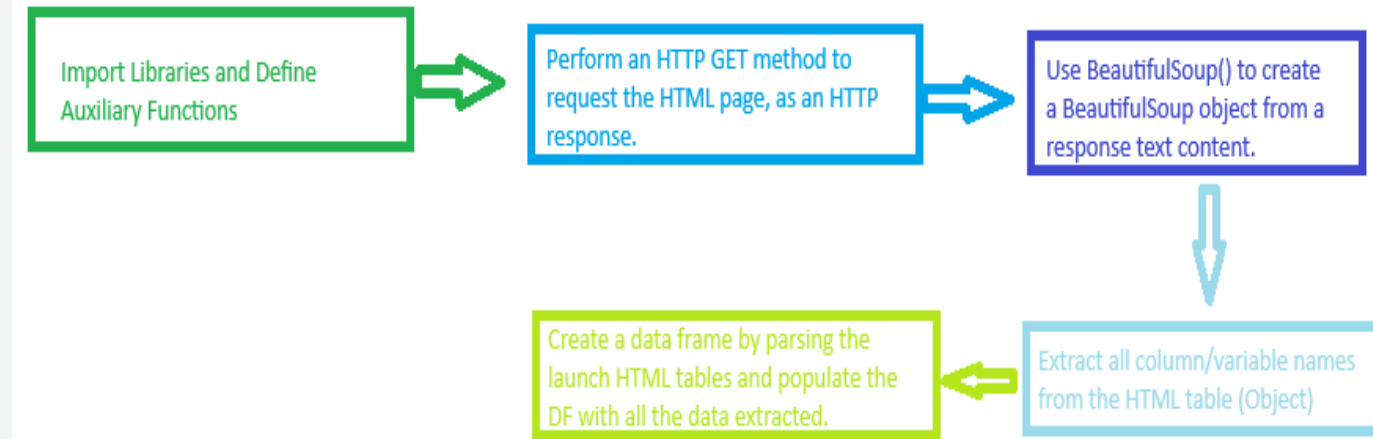 Import Libraries and Define
Auxiliary Functions
Perform an HTTP GET method to
request the HTML page, as an HTTP
response.
Use BeautifulSoup() to create
a BeautifulSoup object from a
response text content.
Extract all column/variable names
from the HTML table (Object)
Create a data frame by parsing the
launch HTML tables and populate the
DF with all the data extracted.